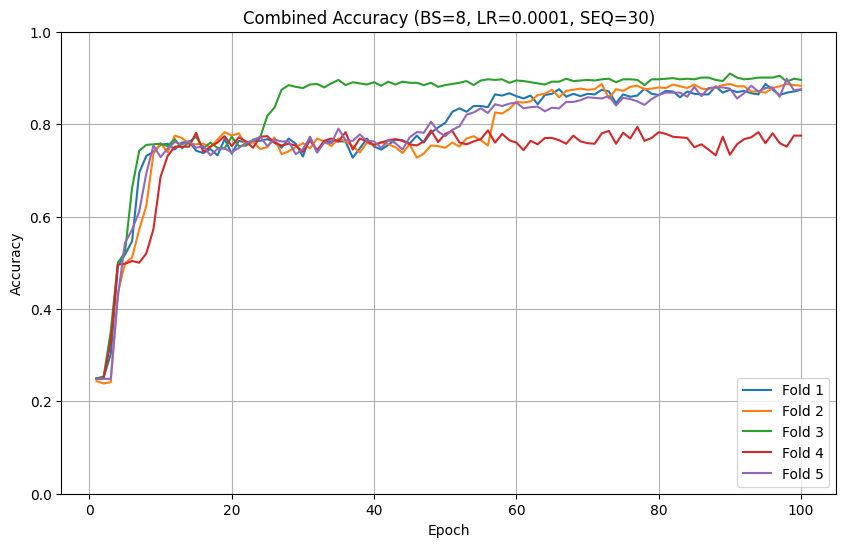 Combined Accuracy (BS=8, LR=0.0001, SEQ=30)
1.0
0.8
0.6
0.4
0.2
0.0
Accuracy
0 20 40 60 80 100
Epoch
Fold 1
Fold 2
Fold 3
Fold 4
Fold 5